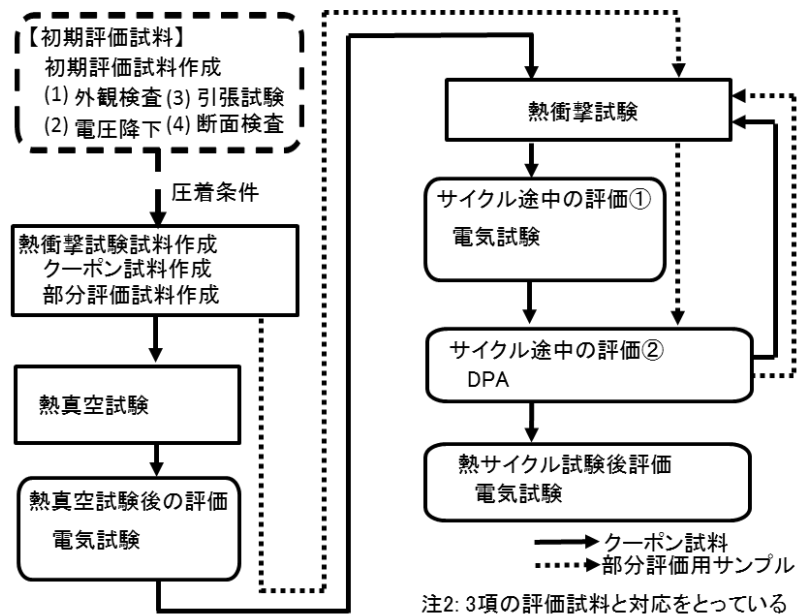 【初期評価試料】
初期評価試料作成
(1) 外観検査 (3) 引張試験
(2) 電圧降下 (4) 断面検査
圧着条件
熱衝撃試験試料作成
クーポン試料作成
部分評価試料作成
熱真空試験
熱真空試験後の評価
電気試験
熱衝撃試験
サイクル途中の評価①
電気試験
サイクル途中の評価②
DPA
熱サイクル試験後評価
電気試験
クーポン試料
部分評価用サンプル
注2: 3項の評価試料と対応をとっている